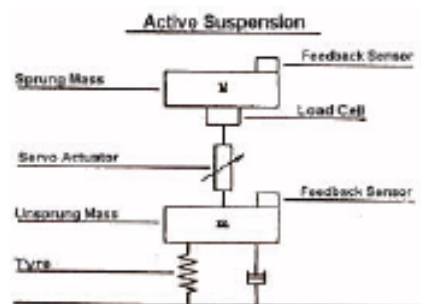 Active Suspension
Feedback Sensor
Sprung Mass
M
Load Cell
Servo Actuator
Feedback Sensor
Unsprung Mass
m
Tyre